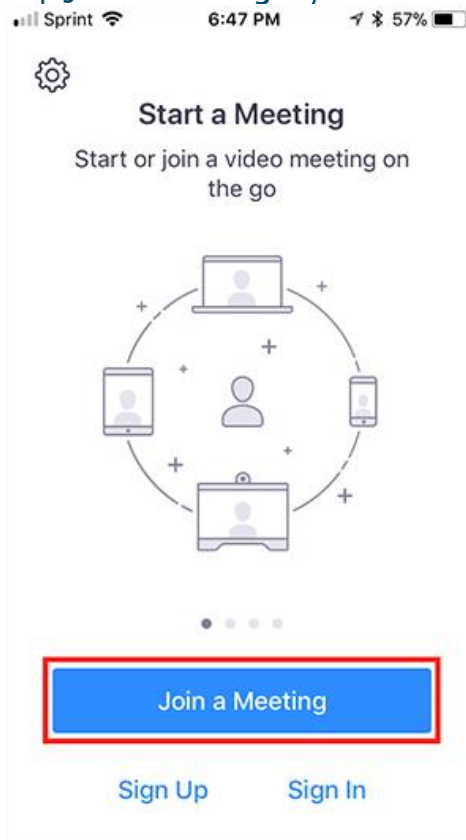 Sprint 6:47 PM 57%
Start a Meeting
Start or join a video meeting on
the go
Join a Meeting
Sign Up Sign In